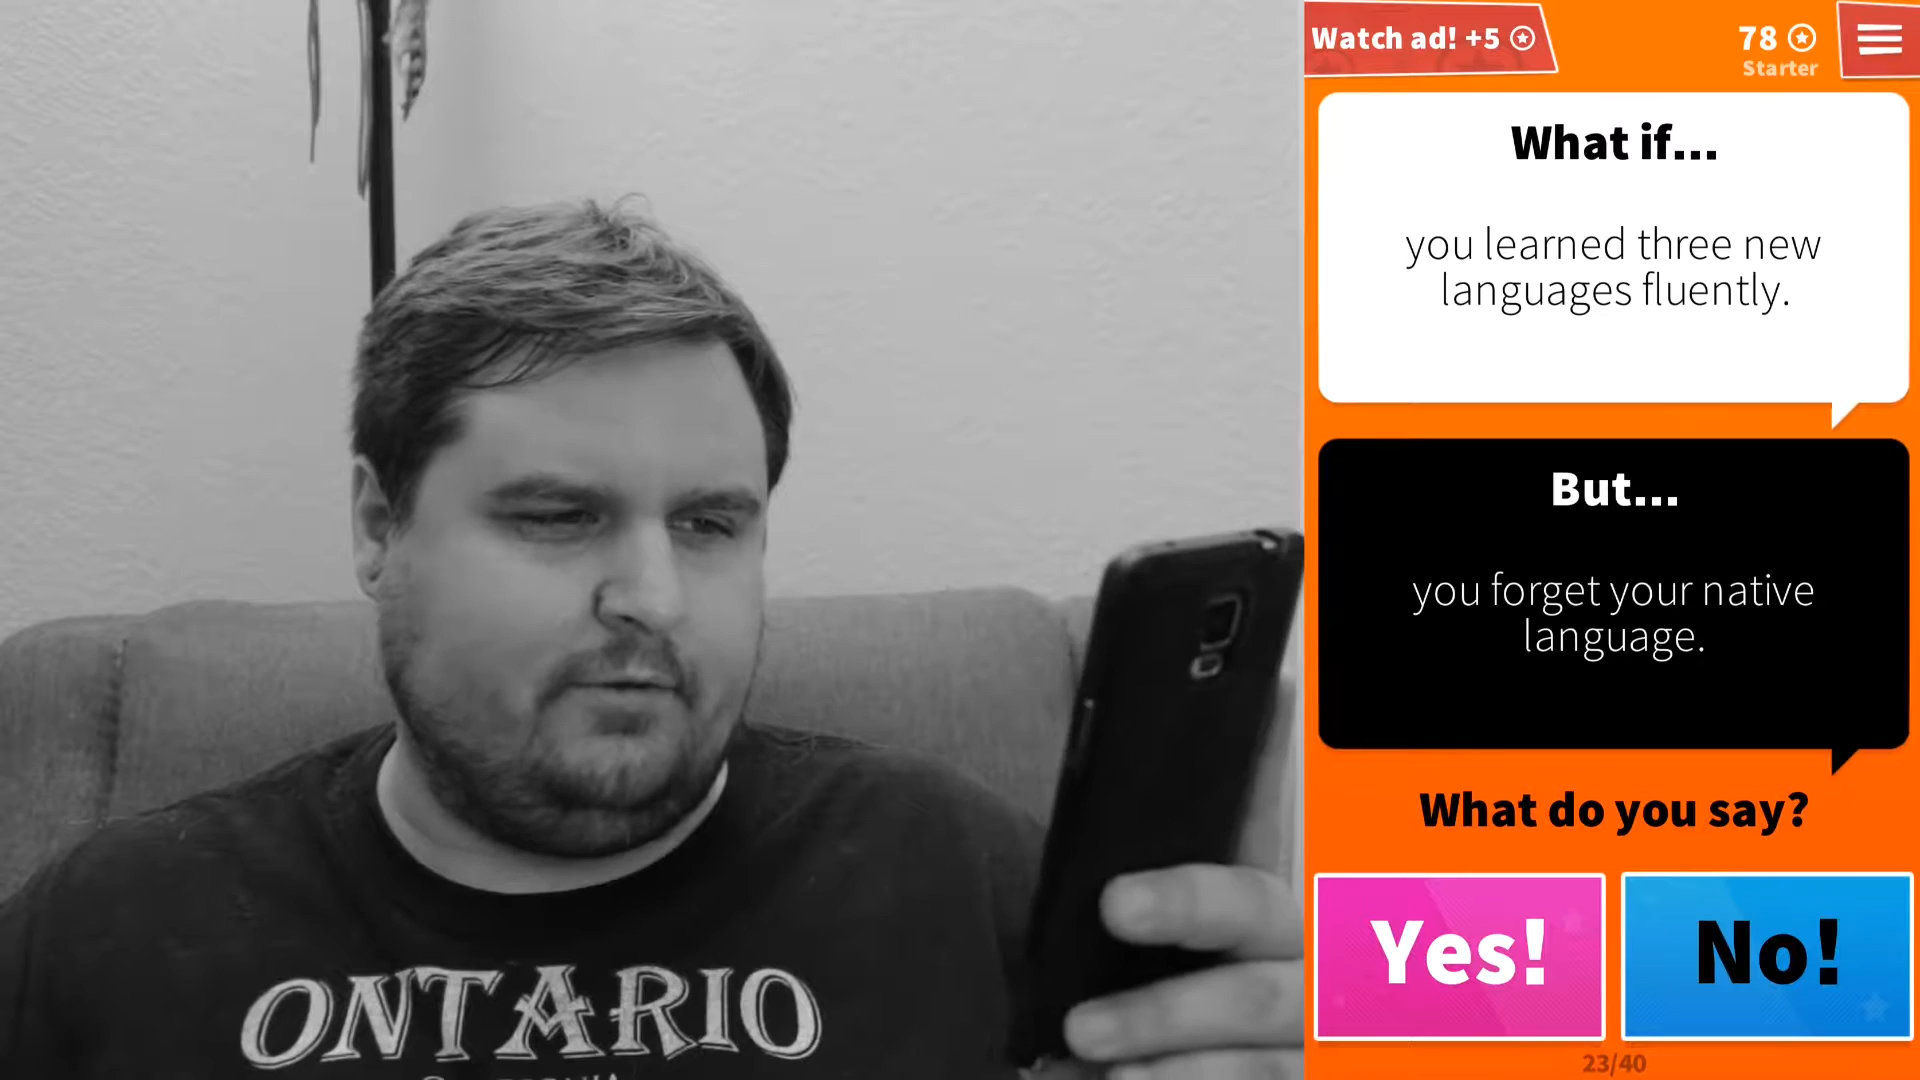 Watch ad! +5
78
Starter
What if...
you learned three new
languages fluently.
But...
you forget your native
language.
What do you say?
Yes!
No!
23/40
ONTARIO